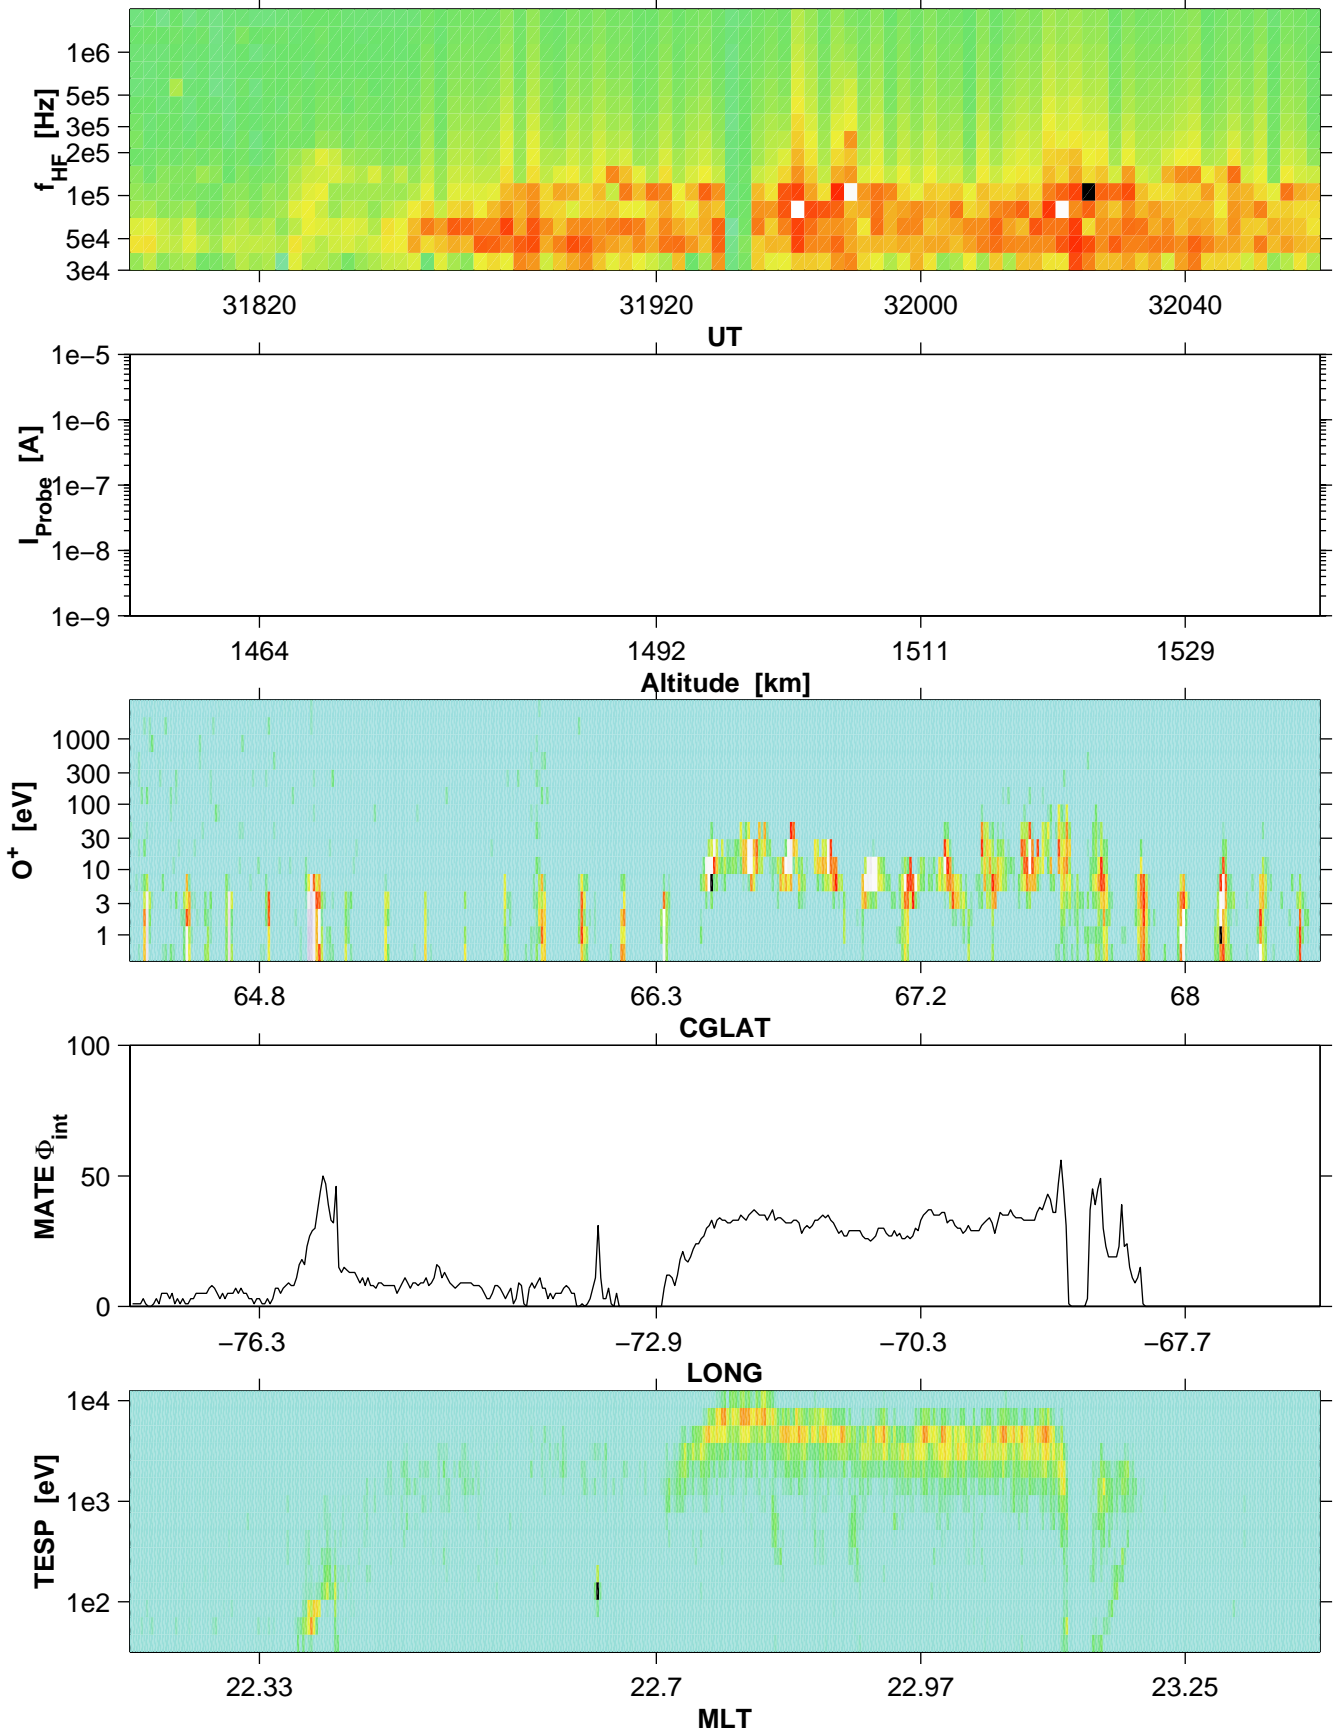 1e6
5e5
3e5
2e5
1e5
5e4
3e4
f_HF [Hz]
31820 31920 32000 32040
UT
1e−5
1e−6
1e−7
1e−8
1e−9
I_Probe [A]
1464 1492 1511 1529
Altitude [km]
1000
300
100
30
10
3
1
O⁺ [eV]
64.8 66.3 67.2 68
CGLAT
100
50
0
MATE Φ_int
−76.3 −72.9 −70.3 −67.7
LONG
1e4
1e3
1e2
TESP [eV]
22.33 22.7 22.97 23.25
MLT